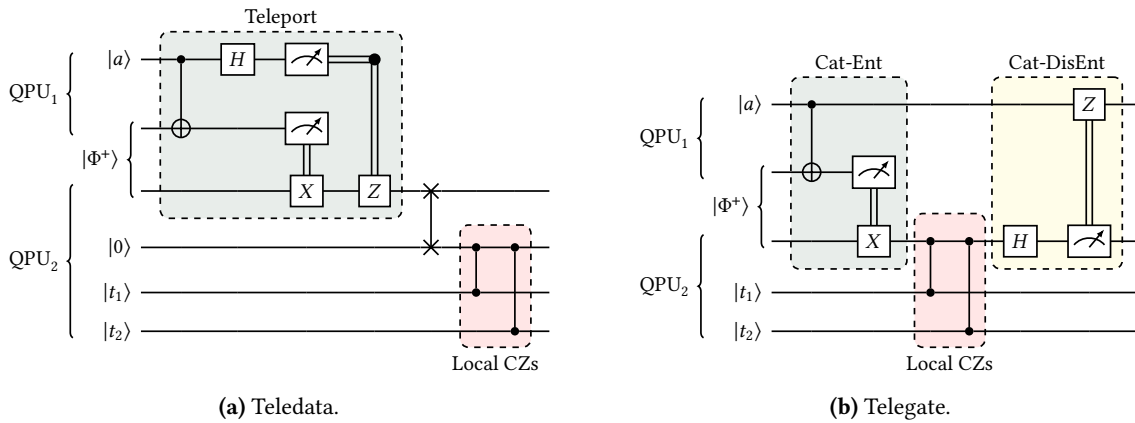 Teleport
|a⟩
H
QPU₁
|Φ⁺⟩
X
Z
QPU₂
|0⟩
|t₁⟩
|t₂⟩
Local CZs
(a) Teledata.
Cat-Ent
Cat-DisEnt
|a⟩
Z
QPU₁
|Φ⁺⟩
X
H
QPU₂
|t₁⟩
|t₂⟩
Local CZs
(b) Telegate.